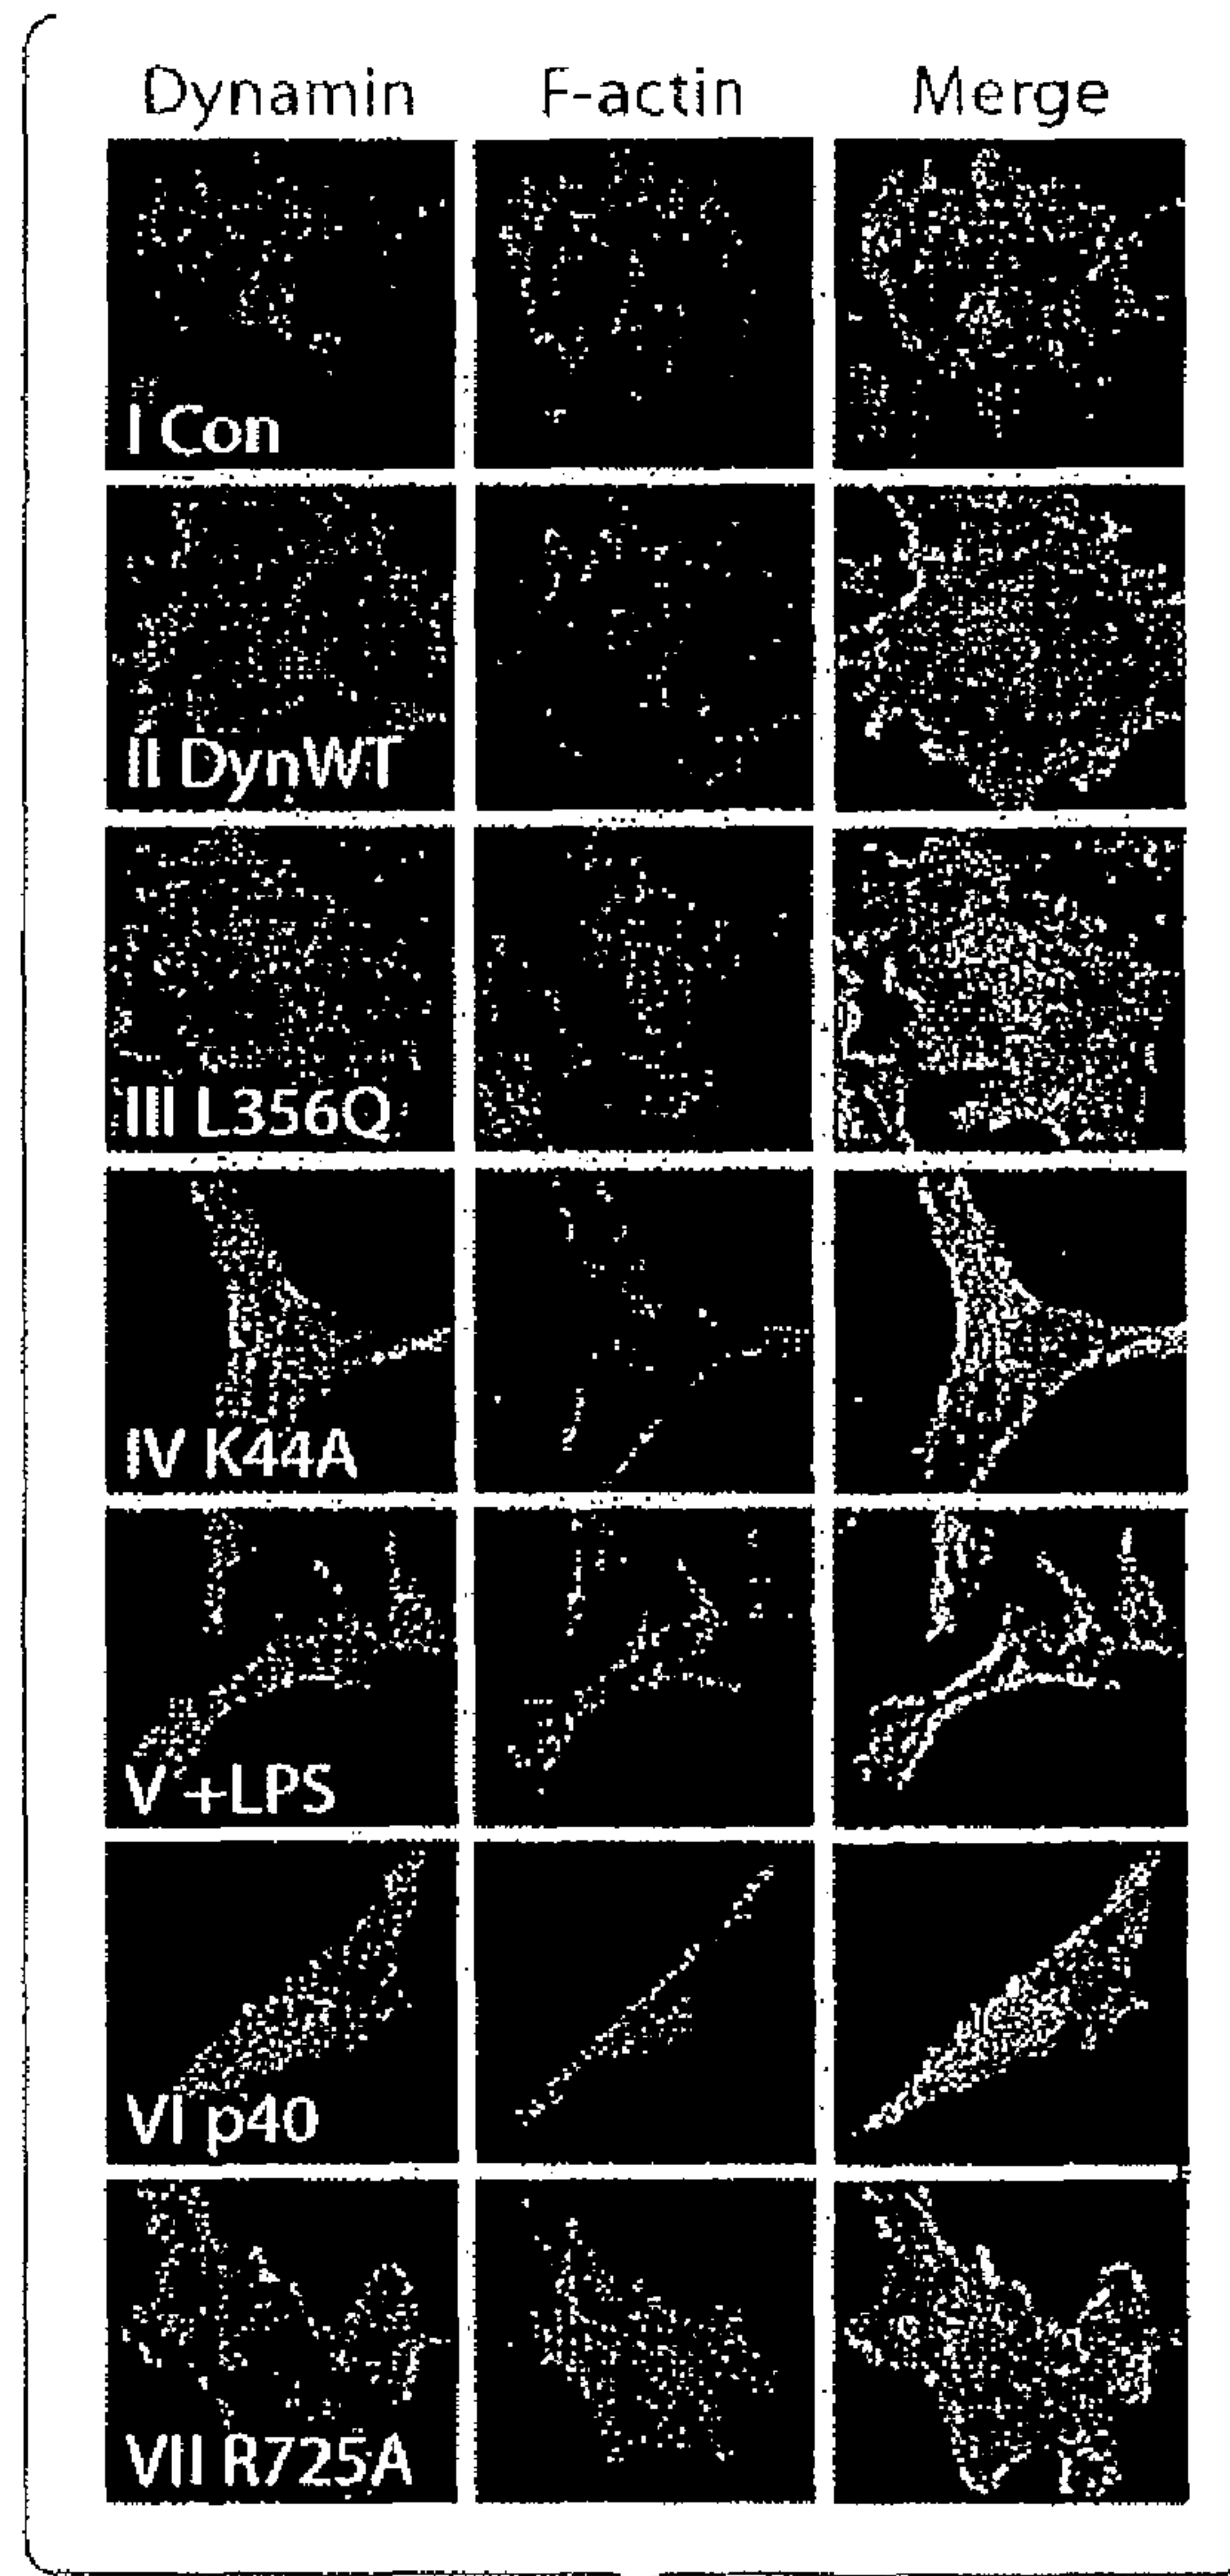 Dynamin F-actin Merge
I Con
II DynWT
III L356Q
IV K44A
V +LPS
VI p40
VII R725A